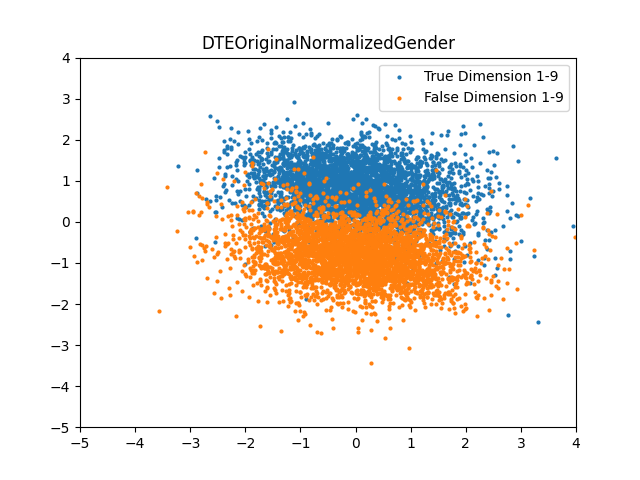 DTEOriginalNormalizedGender
True Dimension 1-9
False Dimension 1-9
4
3
2
1
0
−1
−2
−3
−4
−5
−5 −4 −3 −2 −1 0 1 2 3 4